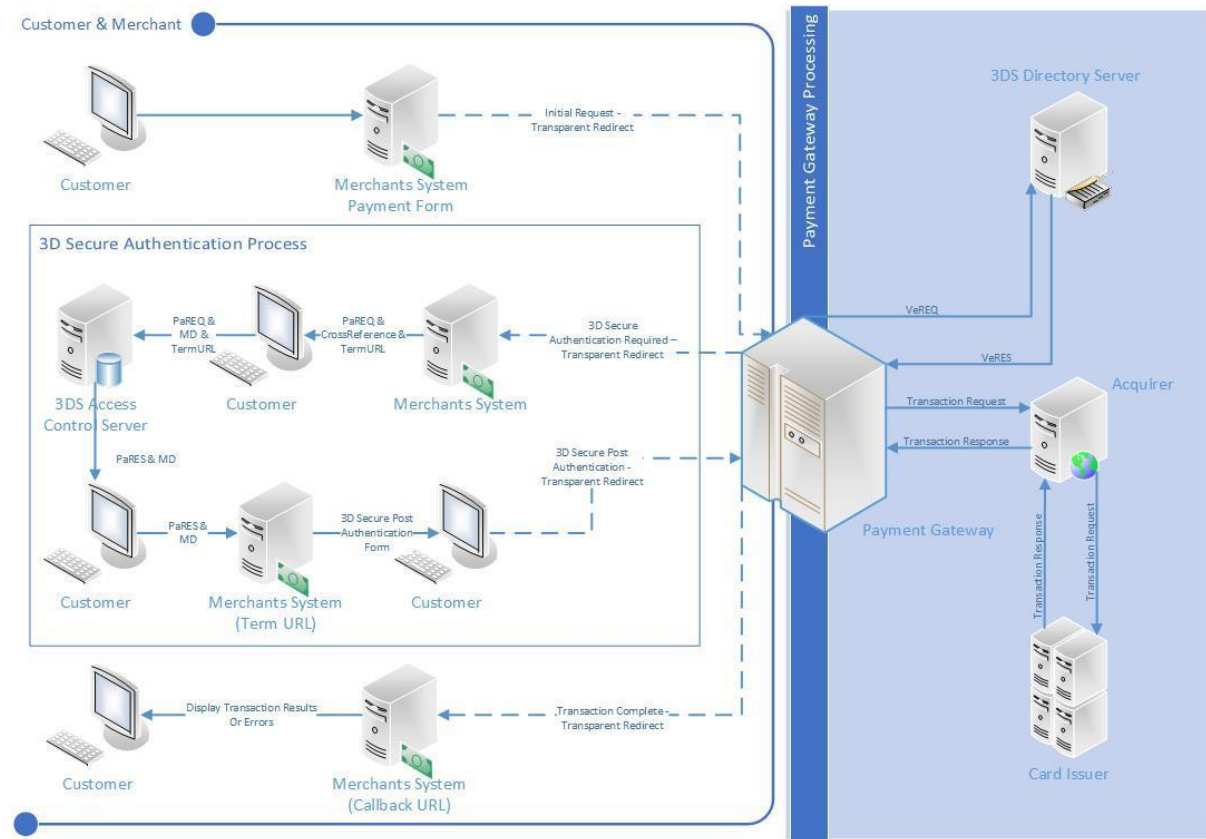 Customer & Merchant
Payment Gateway Processing
3DS Directory Server
Initial Request -
Transparent Redirect
Customer
Merchants System
Payment Form
3D Secure Authentication Process
PaREQ &
MD &
TermURL
PaREQ &
CrossReference &
TermURL
3D Secure
Authentication Required –
Transparent Redirect
3DS Access
Control Server
Customer
Merchants System
VeREQ
VeRES
Acquirer
Transaction Request
Transaction Response
PaRES & MD
3D Secure Post
Authentication -
Transparent Redirect
PaRES &
MD
3D Secure Post
Authentication
Form
Payment Gateway
Transaction Response
Transaction Request
Customer
Merchants System
(Term URL)
Customer
Display Transaction Results
Or Errors
Transaction Complete -
Transparent Redirect
Customer
Merchants System
(Callback URL)
Card Issuer